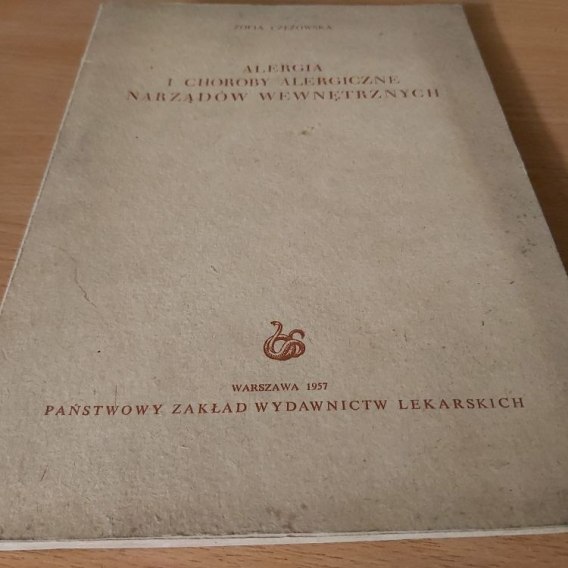 ZOFIA CZEŻOWSKA
ALERGIA
I CHOROBY ALERGICZNE
NARZĄDÓW WEWNĘTRZNYCH
WARSZAWA 1957
PAŃSTWOWY ZAKŁAD WYDAWNICTW LEKARSKICH